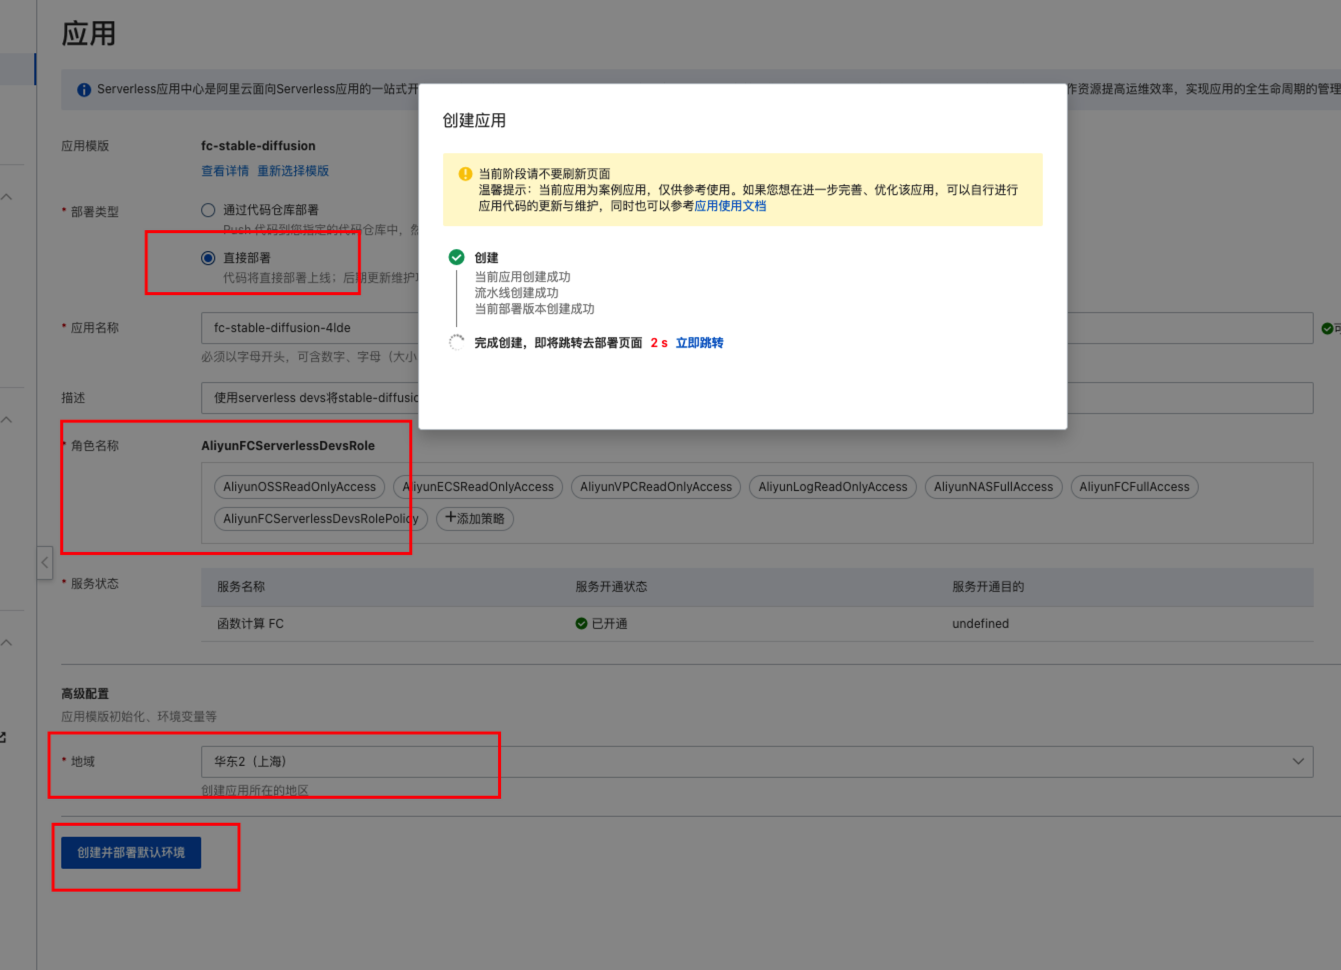 应用
Serverless应用中心是阿里云面向Serverless应用的一站式开
作资源提高运维效率，实现应用的全生命周期的管理
创建应用
当前阶段请不要刷新页面
温馨提示：当前应用为案例应用，仅供参考使用。如果您想在进一步完善、优化该应用，可以自行进行
应用代码的更新与维护，同时也可以参考应用使用文档
创建
当前应用创建成功
流水线创建成功
当前部署版本创建成功
完成创建，即将跳转去部署页面 2 s 立即跳转
应用模版 fc-stable-diffusion
查看详情 重新选择模版
* 部署类型 通过代码仓库部署
Push 代码到您指定的代码仓库中，然
直接部署
代码将直接部署上线；后期更新维护
* 应用名称 fc-stable-diffusion-4lde
必须以字母开头，可含数字、字母（大小
描述 使用serverless devs将stable-diffusio
* 角色名称 AliyunFCServerlessDevsRole
AliyunOSSReadOnlyAccess AliyunECSReadOnlyAccess AliyunVPCReadOnlyAccess AliyunLogReadOnlyAccess AliyunNASFullAccess AliyunFCFullAccess
AliyunFCServerlessDevsRolePolicy +添加策略
* 服务状态 服务名称 服务开通状态 服务开通目的
函数计算 FC 已开通 undefined
高级配置
应用模版初始化、环境变量等
* 地域 华东2（上海）
创建应用所在的地区
创建并部署默认环境